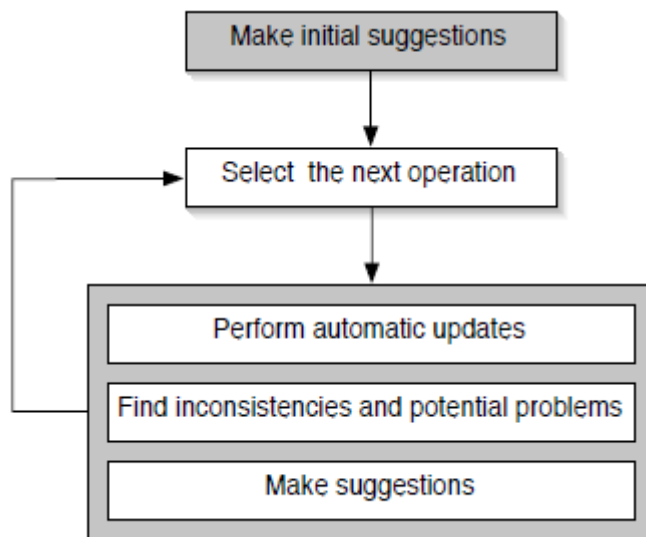 Make initial suggestions
Select the next operation
Perform automatic updates
Find inconsistencies and potential problems
Make suggestions